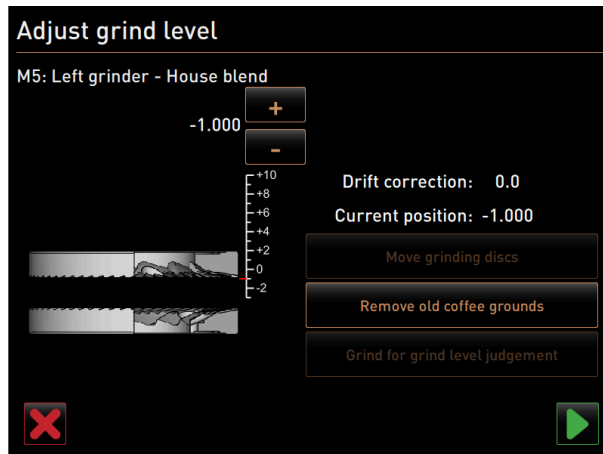 Adjust grind level
M5: Left grinder - House blend
+
-1.000
-
+10
+8
+6
+4
+2
0
-2
Drift correction: 0.0
Current position: -1.000
Move grinding discs
Remove old coffee grounds
Grind for grind level judgement